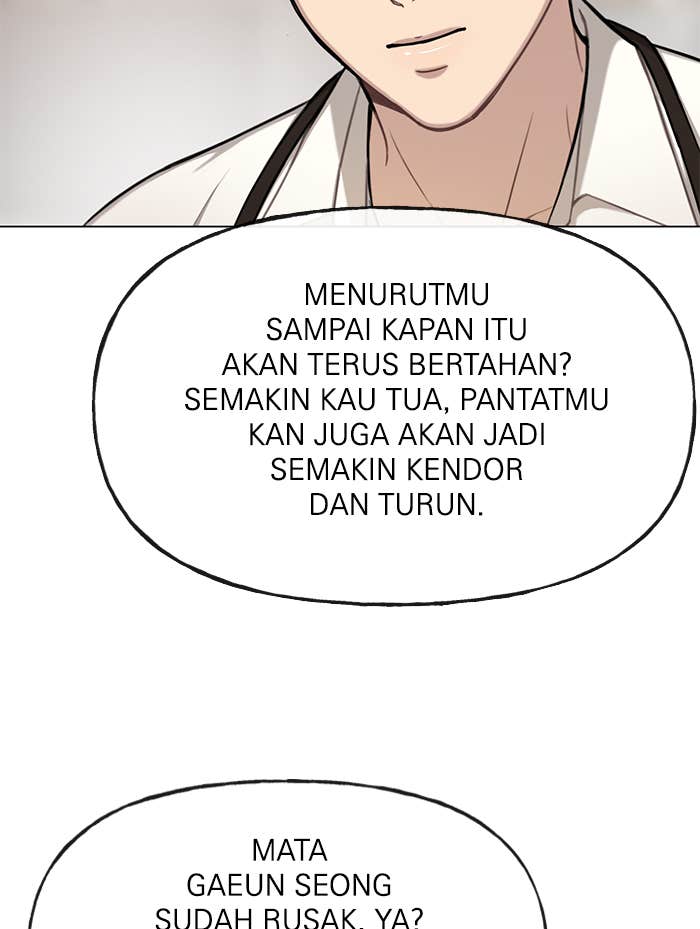 MENURUTMU
SAMPAI KAPAN ITU
AKAN TERUS BERTAHAN?
SEMAKIN KAU TUA, PANTATMU
KAN JUGA AKAN JADI
SEMAKIN KENDOR
DAN TURUN.
MATA
GAEUN SEONG
SUDAH RUSAK, YA?